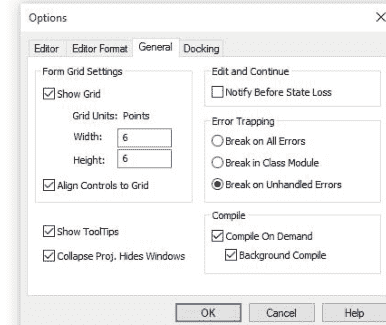 Options
Editor Editor Format General Docking
Form Grid Settings
Show Grid
Grid Units: Points
Width: 6
Height: 6
Align Controls to Grid
Show ToolTips
Collapse Proj. Hides Windows
Edit and Continue
Notify Before State Loss
Error Trapping
Break on All Errors
Break in Class Module
Break on Unhandled Errors
Compile
Compile On Demand
Background Compile
OK Cancel Help